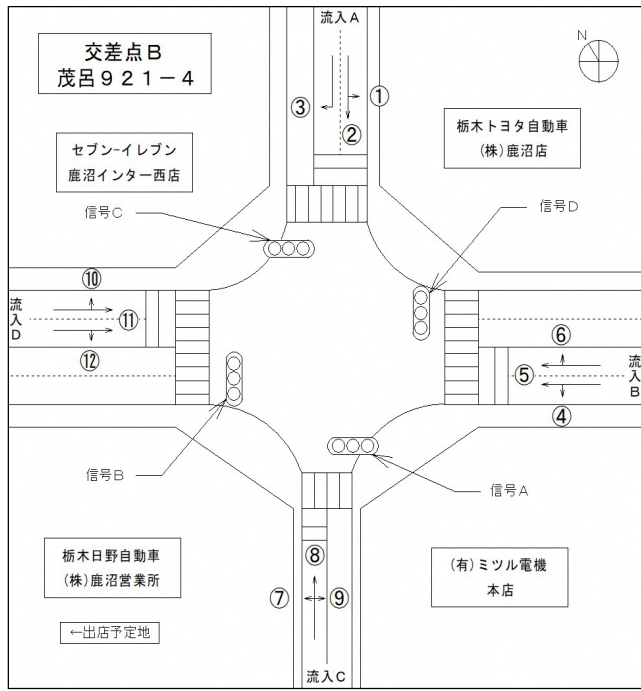 流入A
N
交差点B
茂呂921-4
③
①
②
栃木トヨタ自動車
(株)鹿沼店
セブン-イレブン
鹿沼インター西店
信号C
信号D
⑩
流入D
⑪
⑫
⑥
⑤
流入B
④
信号B
信号A
栃木日野自動車
(株)鹿沼営業所
⑧
(有)ミツル電機
本店
⑦
⑨
←出店予定地
流入C